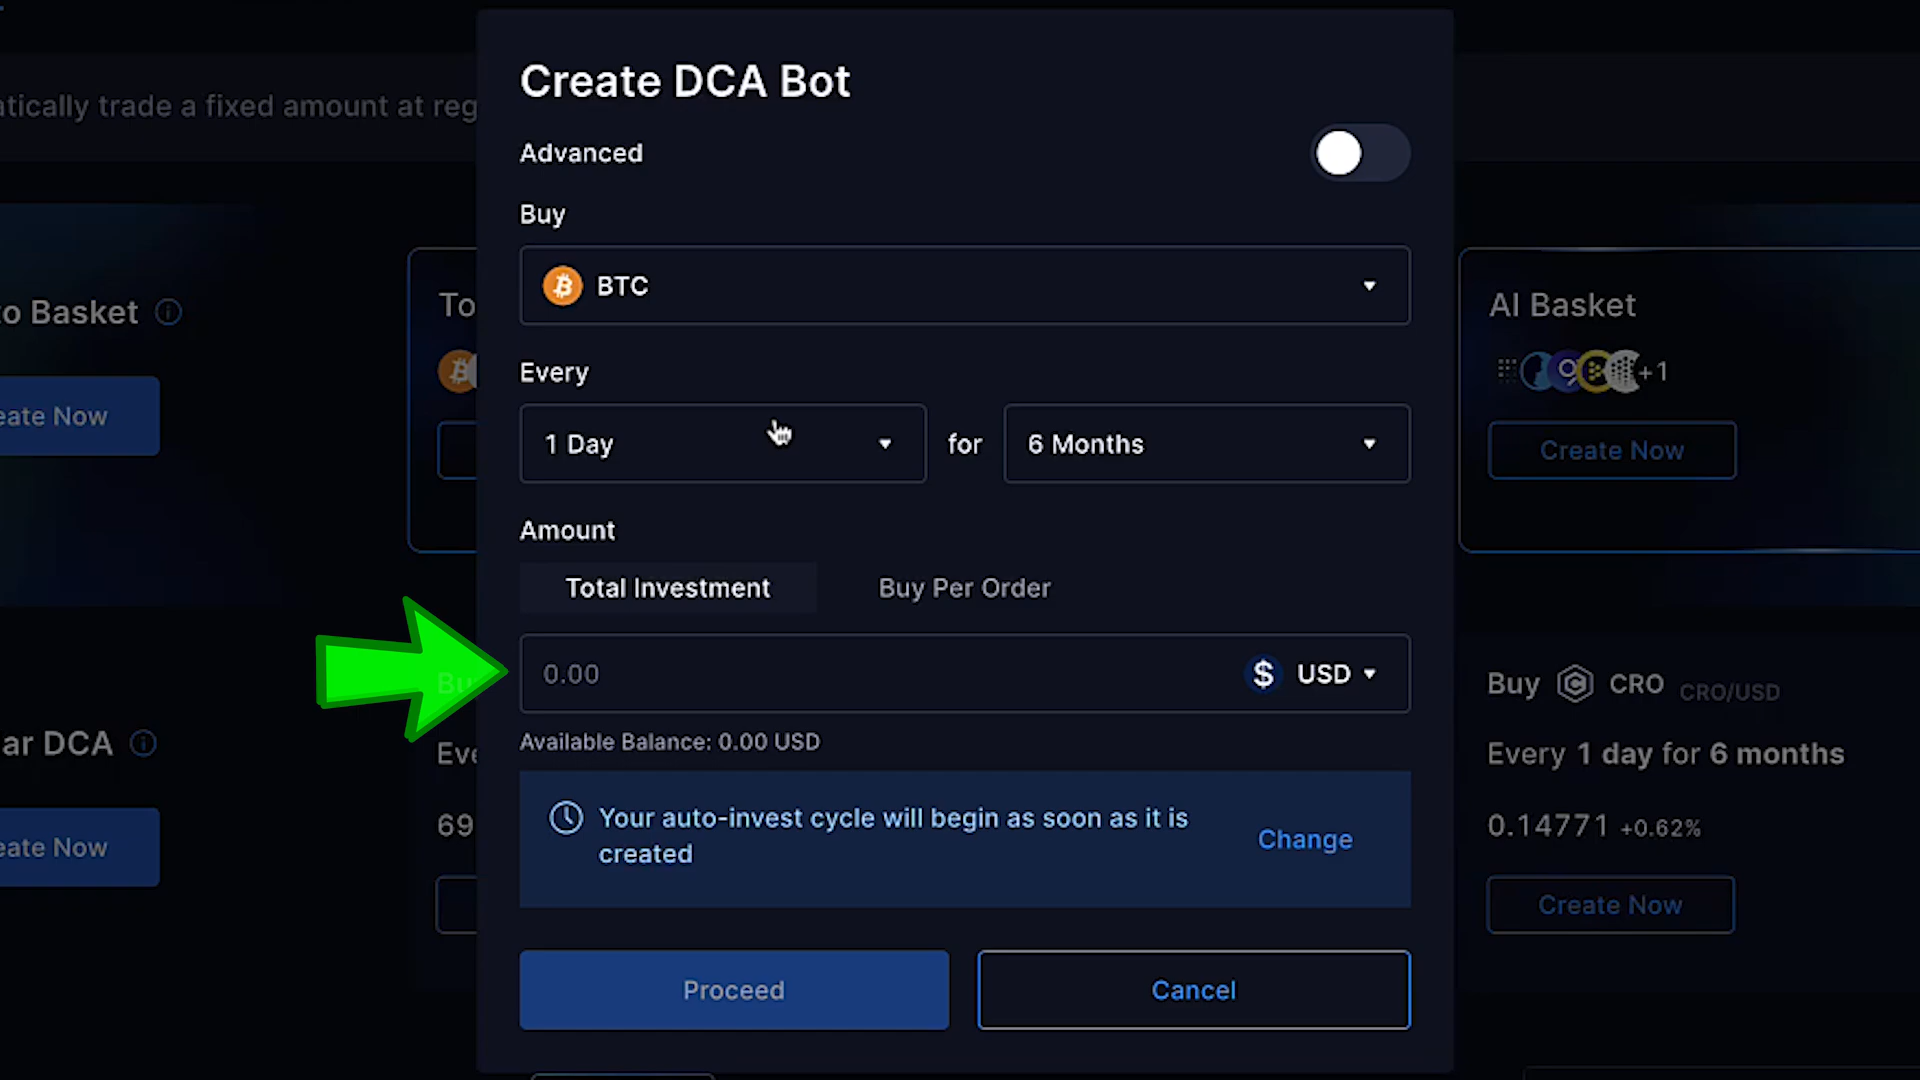 Create DCA Bot
atically trade a fixed amount at reg
Advanced
Buy
BTC
Every
1 Day
for
6 Months
Amount
Total Investment
Buy Per Order
0.00
$ USD
Available Balance: 0.00 USD
Your auto-invest cycle will begin as soon as it is
created
Change
Proceed
Cancel
o Basket
eate Now
To
ar DCA
eate Now
Bu
Eve
69
AI Basket
+1
Create Now
Buy CRO CRO/USD
Every 1 day for 6 months
0.14771 +0.62%
Create Now